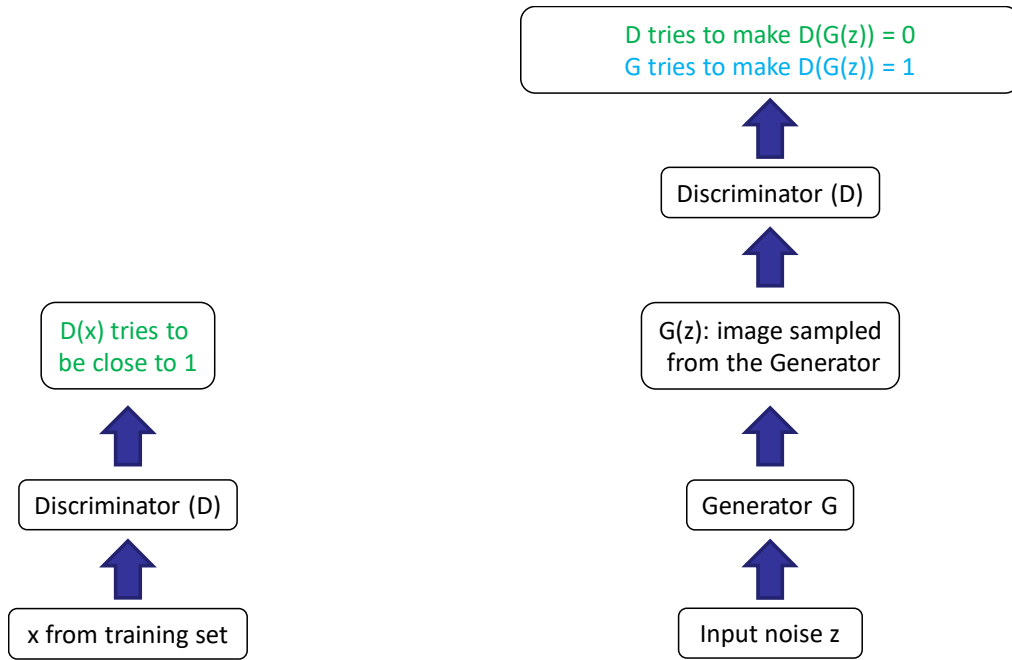 D(x) tries to
be close to 1
Discriminator (D)
x from training set
D tries to make D(G(z)) = 0
G tries to make D(G(z)) = 1
Discriminator (D)
G(z): image sampled
from the Generator
Generator G
Input noise z